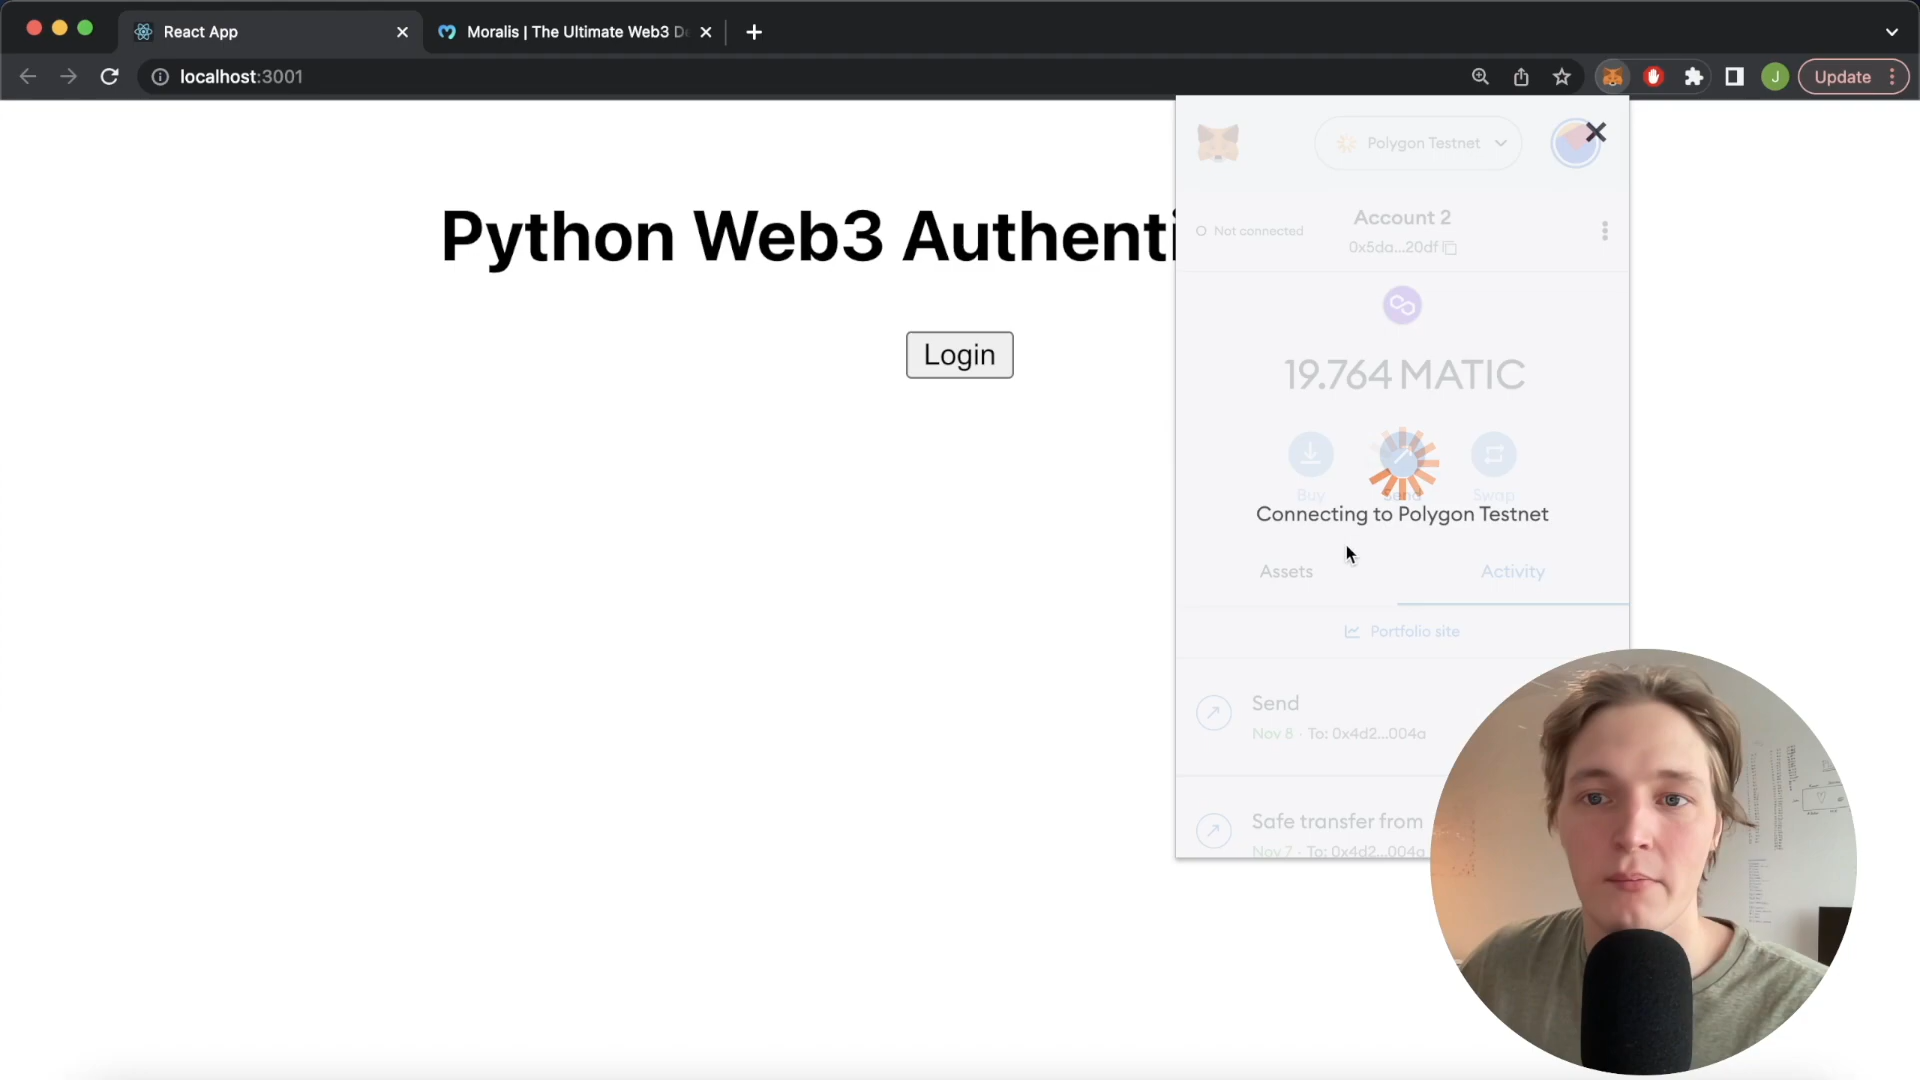 React App
Moralis | The Ultimate Web3 D
localhost:3001
J
Update
Python Web3 Authenti
Login
Polygon Testnet
Not connected
Account 2
0x5da...20df
19.764 MATIC
Buy
Send
Swap
Connecting to Polygon Testnet
Assets
Activity
Portfolio site
Send
Nov 8 · To: 0x4d2...004a
Safe transfer from
Nov 7 · To: 0x4d2...004a